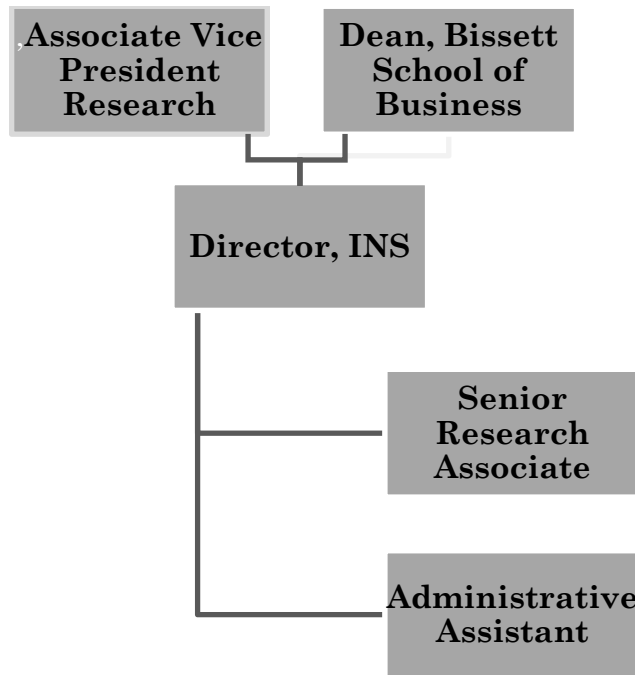 ,Associate Vice
President
Research
Dean, Bissett
School of
Business
Director, INS
Senior
Research
Associate
Administrative
Assistant